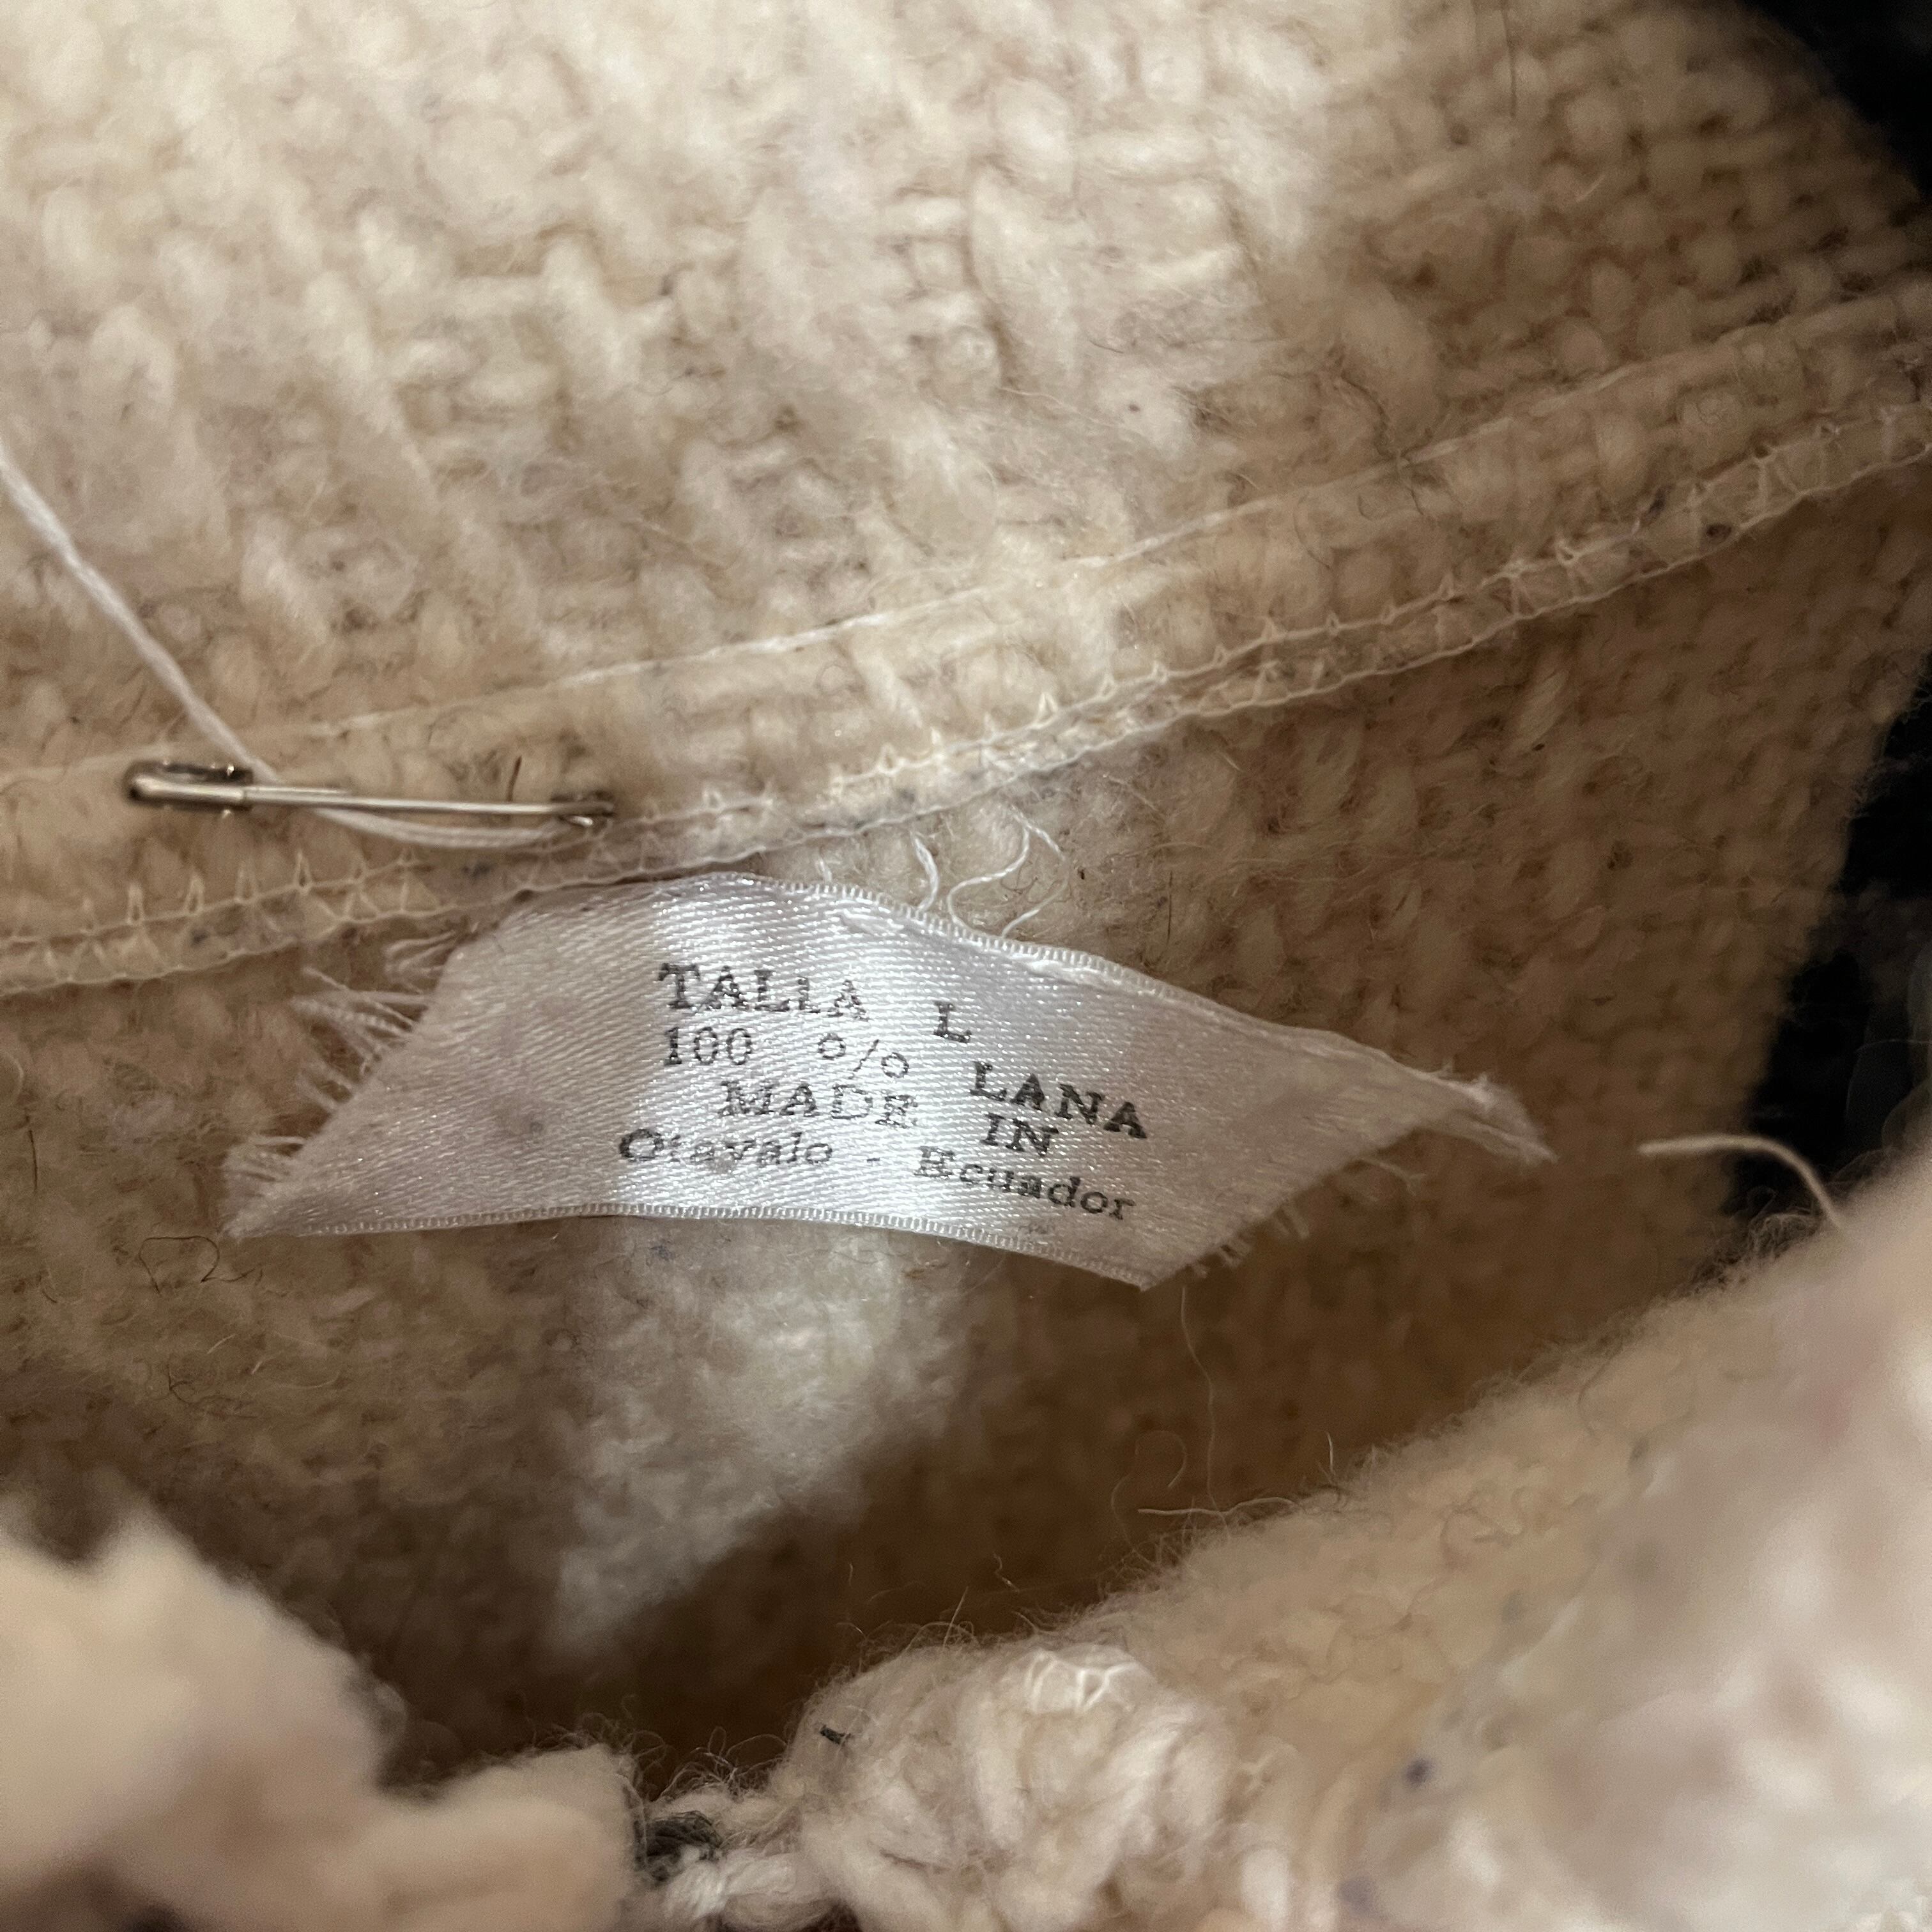 TALLA L
100 % LANA
MADE IN
Otavalo - Ecuador